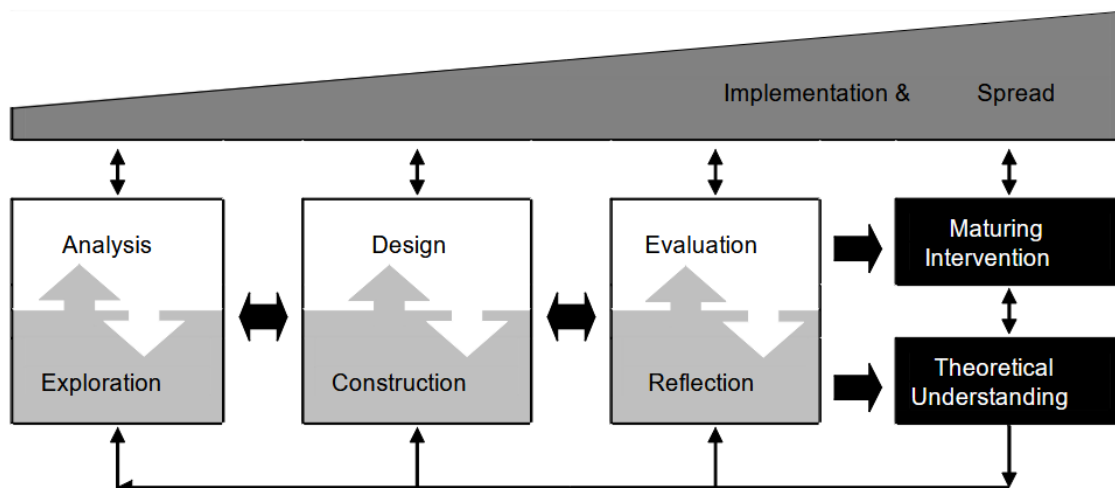 Implementation & Spread
Analysis
Exploration
Design
Construction
Evaluation
Reflection
Maturing
Intervention
Theoretical
Understanding